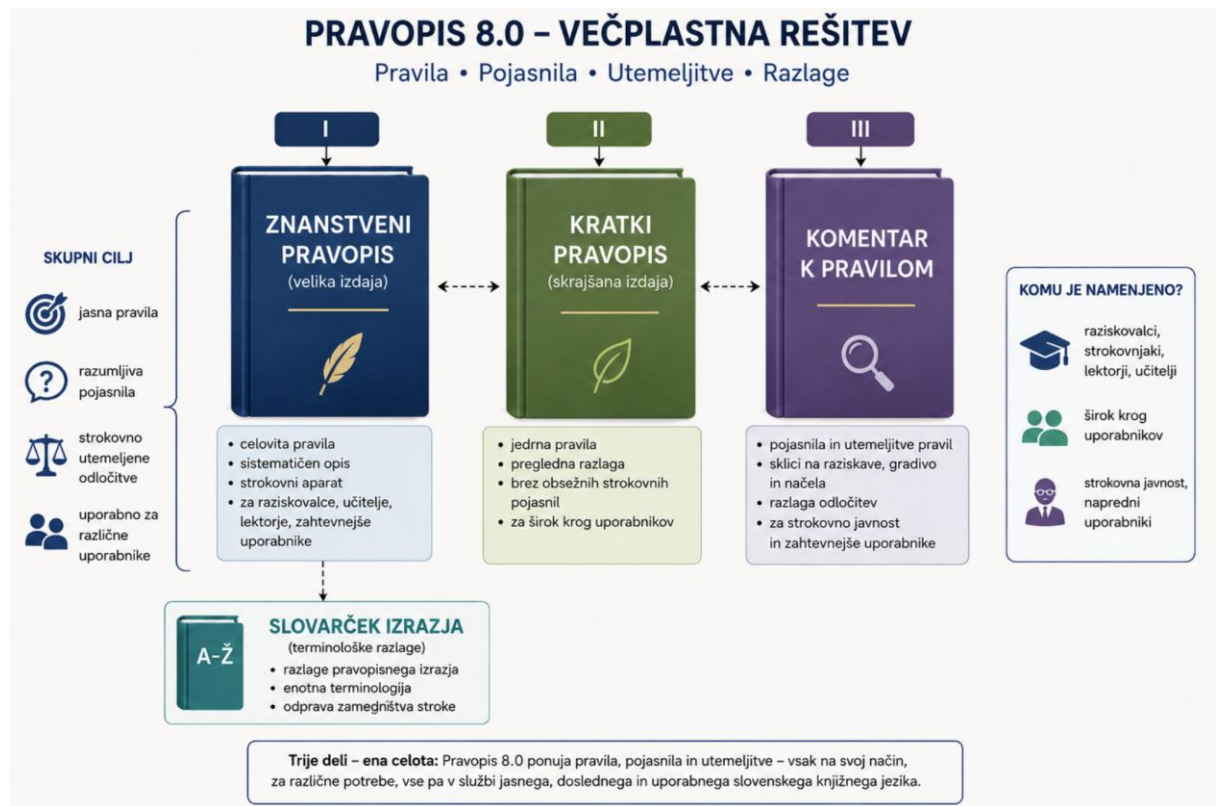 PRAVOPIS 8.0 – VEČPLASTNA REŠITEV
Pravila • Pojasnila • Utemeljitve • Razlage
I
II
III
SKUPNI CILJ
jasna pravila
razumljiva
pojasnila
strokovno
utemeljene
odločitve
uporabno za
različne
uporabnike
ZNANSTVENI
PRAVOPIS
(velika izdaja)
• celovita pravila
• sistematičen opis
• strokovni aparat
• za raziskovalce, učitelje,
lektorje, zahtevnejše
uporabnike
KRATKI
PRAVOPIS
(skrajšana izdaja)
• jedrna pravila
• pregledna razlaga
• brez obsežnih strokovnih
pojasnil
• za širok krog uporabnikov
KOMENTAR
K PRAVILOM
• pojasnila in utemeljitve pravil
• sklici na raziskave, gradivo
in načela
• razlaga odločitev
• za strokovno javnost
in zahtevnejše uporabnike
KOMU JE NAMENJENO?
raziskovalci,
strokovnjaki,
lektorji, učitelji
širok krog
uporabnikov
strokovna javnost,
napredni
uporabniki
A-Ž
SLOVARČEK IZRAZJA
(terminološke razlage)
• razlage pravopisnega izrazja
• enotna terminologija
• odprava zamegništva stroke
Trije deli – ena celota: Pravopis 8.0 ponuja pravila, pojasnila in utemeljitve – vsak na svoj način,
za različne potrebe, vse pa v službi jasnega, doslednega in uporabnega slovenskega knjižnega jezika.